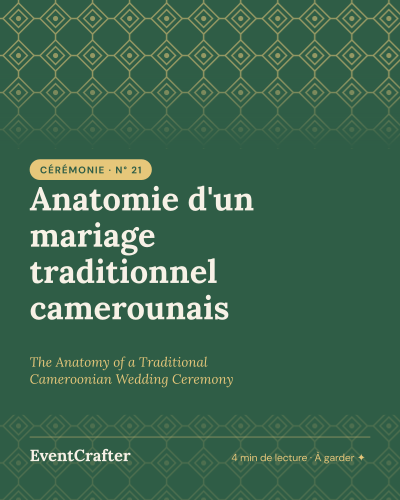 CÉRÉMONIE · N° 21
Anatomie d'un
mariage
traditionnel
camerounais
The Anatomy of a Traditional
Cameroonian Wedding Ceremony
EventCrafter
4 min de lecture · À garder ✦